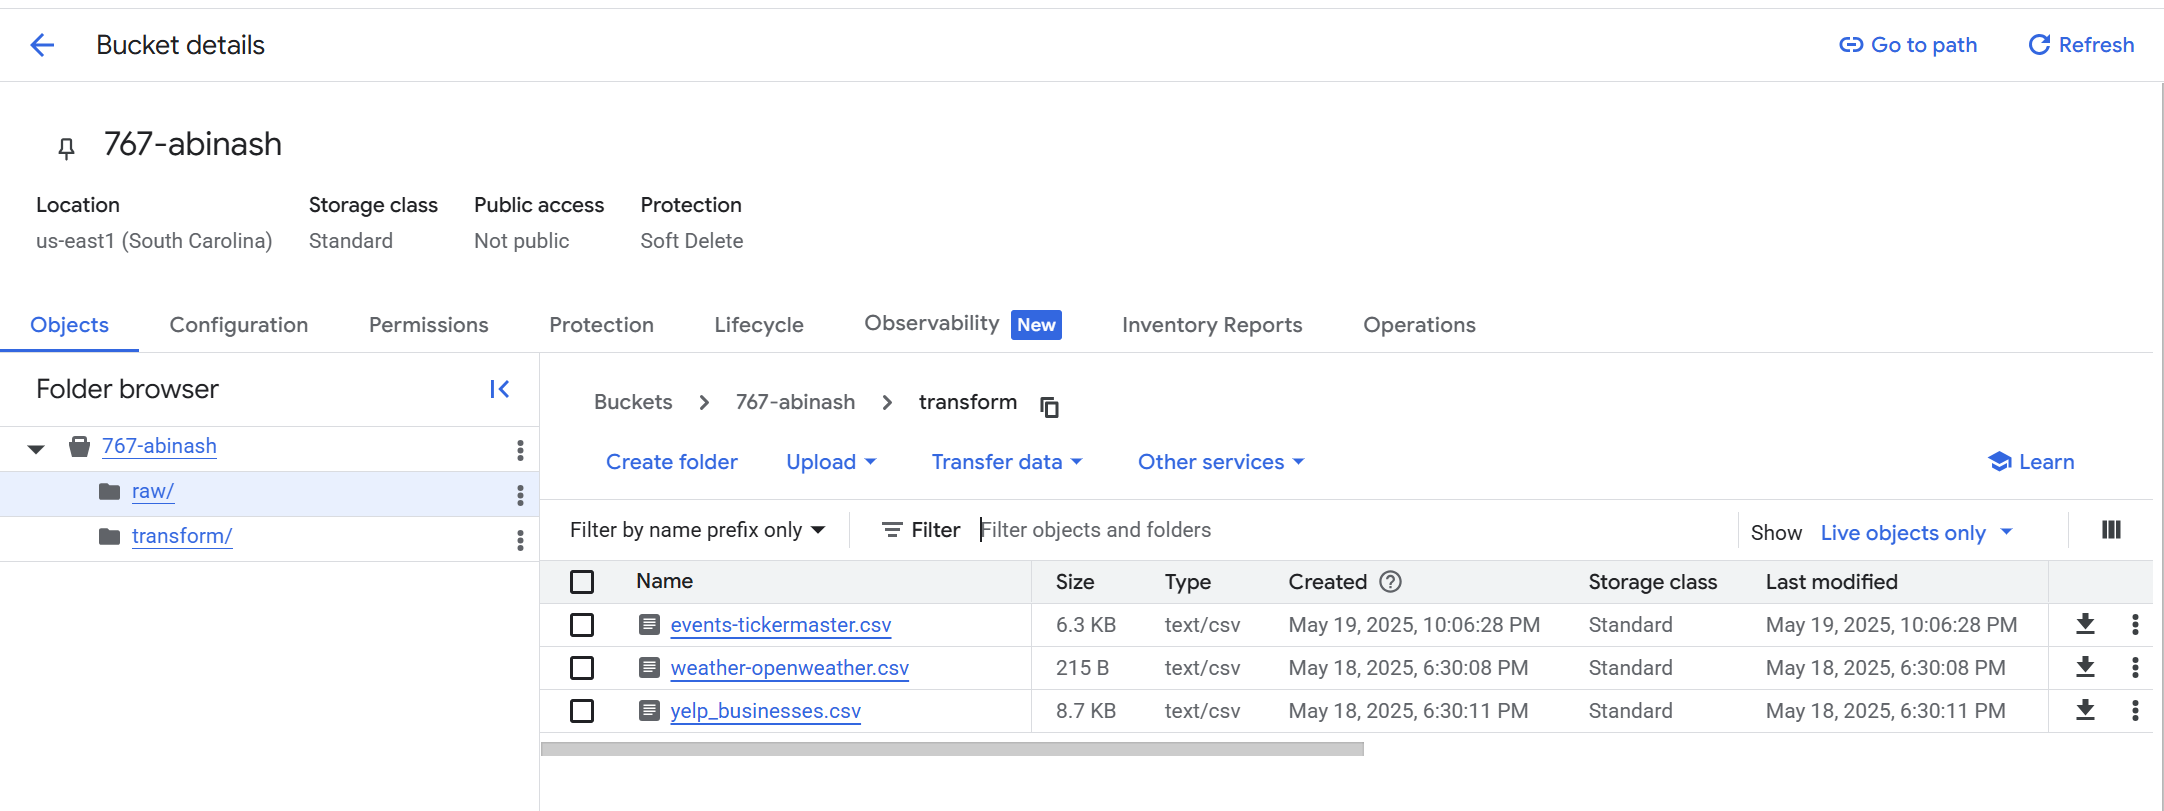 Bucket details
Go to path
Refresh
767-abinash
Location
Storage class
Public access
Protection
us-east1 (South Carolina)
Standard
Not public
Soft Delete
Objects
Configuration
Permissions
Protection
Lifecycle
Observability
New
Inventory Reports
Operations
Folder browser
767-abinash
raw/
transform/
Buckets
767-abinash
transform
Create folder
Upload
Transfer data
Other services
Learn
Filter by name prefix only
Filter
Filter objects and folders
Show
Live objects only
Name Size Type Created Storage class Last modified
events-tickermaster.csv 6.3 KB text/csv May 19, 2025, 10:06:28 PM Standard May 19, 2025, 10:06:28 PM
weather-openweather.csv 215 B text/csv May 18, 2025, 6:30:08 PM Standard May 18, 2025, 6:30:08 PM
yelp_businesses.csv 8.7 KB text/csv May 18, 2025, 6:30:11 PM Standard May 18, 2025, 6:30:11 PM